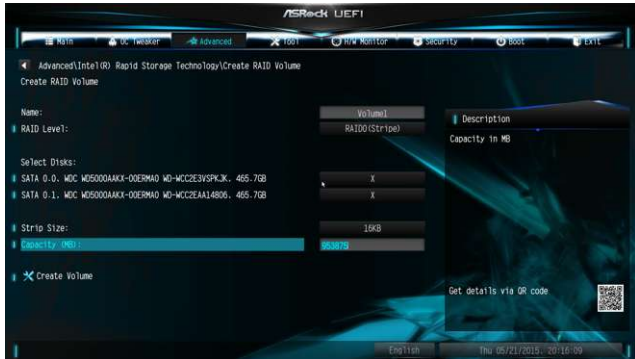 ASRock UEFI
Main OC Tweaker Advanced Tool H/W Monitor Security Boot Exit
Advanced\Intel(R) Rapid Storage Technology\Create RAID Volume
Create RAID Volume
Name: Volume1
RAID Level: RAID0(Stripe)
Select Disks:
SATA 0.0. WDC WD5000AAKX-00ERMA0 WD-WCC2E3VSPKJK. 465.7GB X
SATA 0.1. WDC WD5000AAKX-00ERMA0 WD-WCC2EAA14806. 465.7GB X
Strip Size: 16KB
Capacity (MB): 953875
Create Volume
Description
Capacity in MB
Get details via QR code
English Thu 05/21/2015. 20:16:09